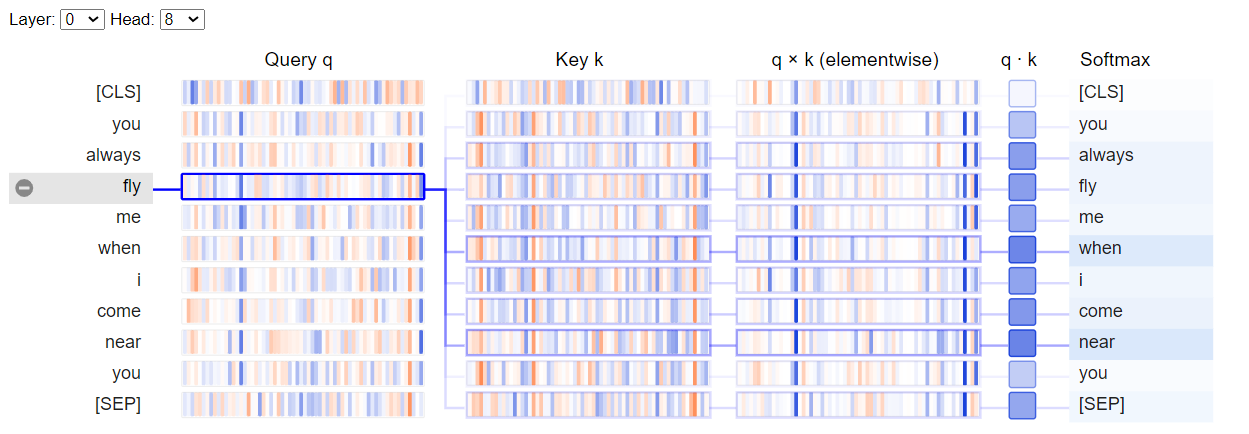 Layer: 0 Head: 8
Query q Key k q × k (elementwise) q · k Softmax
[CLS] [CLS]
you you
always always
fly fly
me me
when when
i i
come come
near near
you you
[SEP] [SEP]